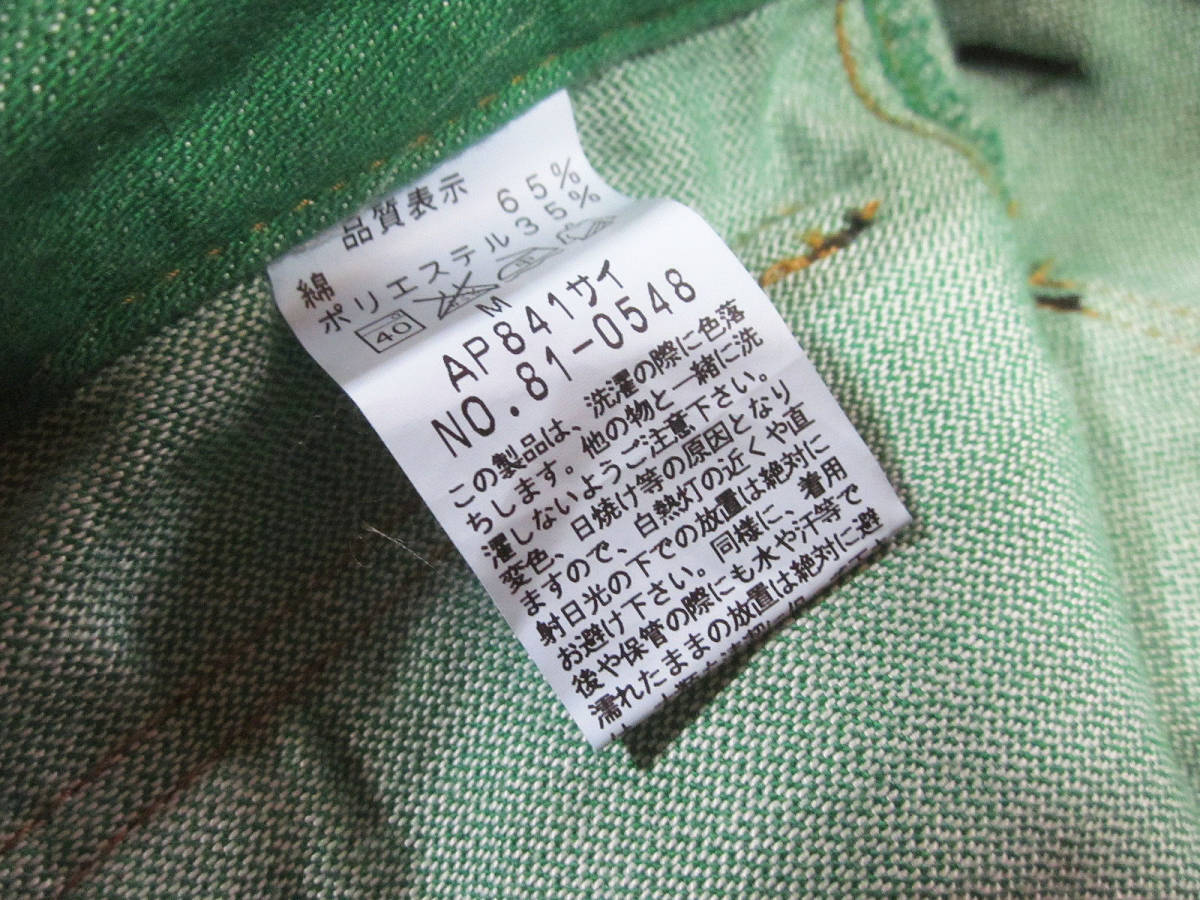 品質表示
綿 65%
ポリエステル35%
40
M
AP8411サイ
NO.81-0548
この製品は、洗濯の際に色落
ちします。他の物と一緒に洗
濯しないようご注意下さい。
変色、日焼け等の原因となり
ますので、白熱灯の近くや直
射日光の下での放置は絶対に
お避け下さい。同様に、着用
後や保管の際にも水や汗等で
濡れたままの放置は絶対に避